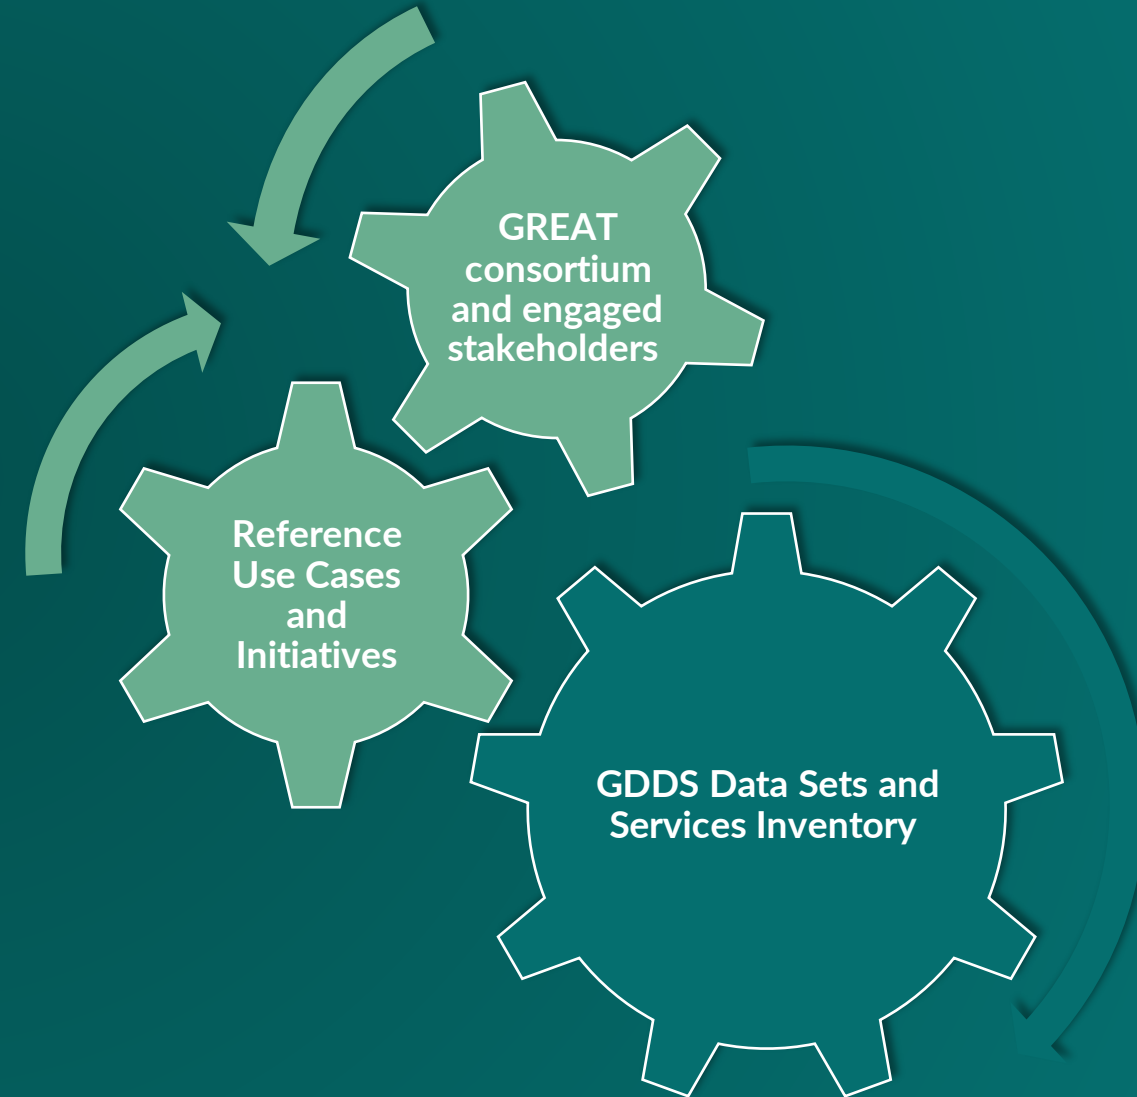 GREAT
consortium
and engaged
stakeholders
Reference
Use Cases
and
Initiatives
GDDS Data Sets and
Services Inventory